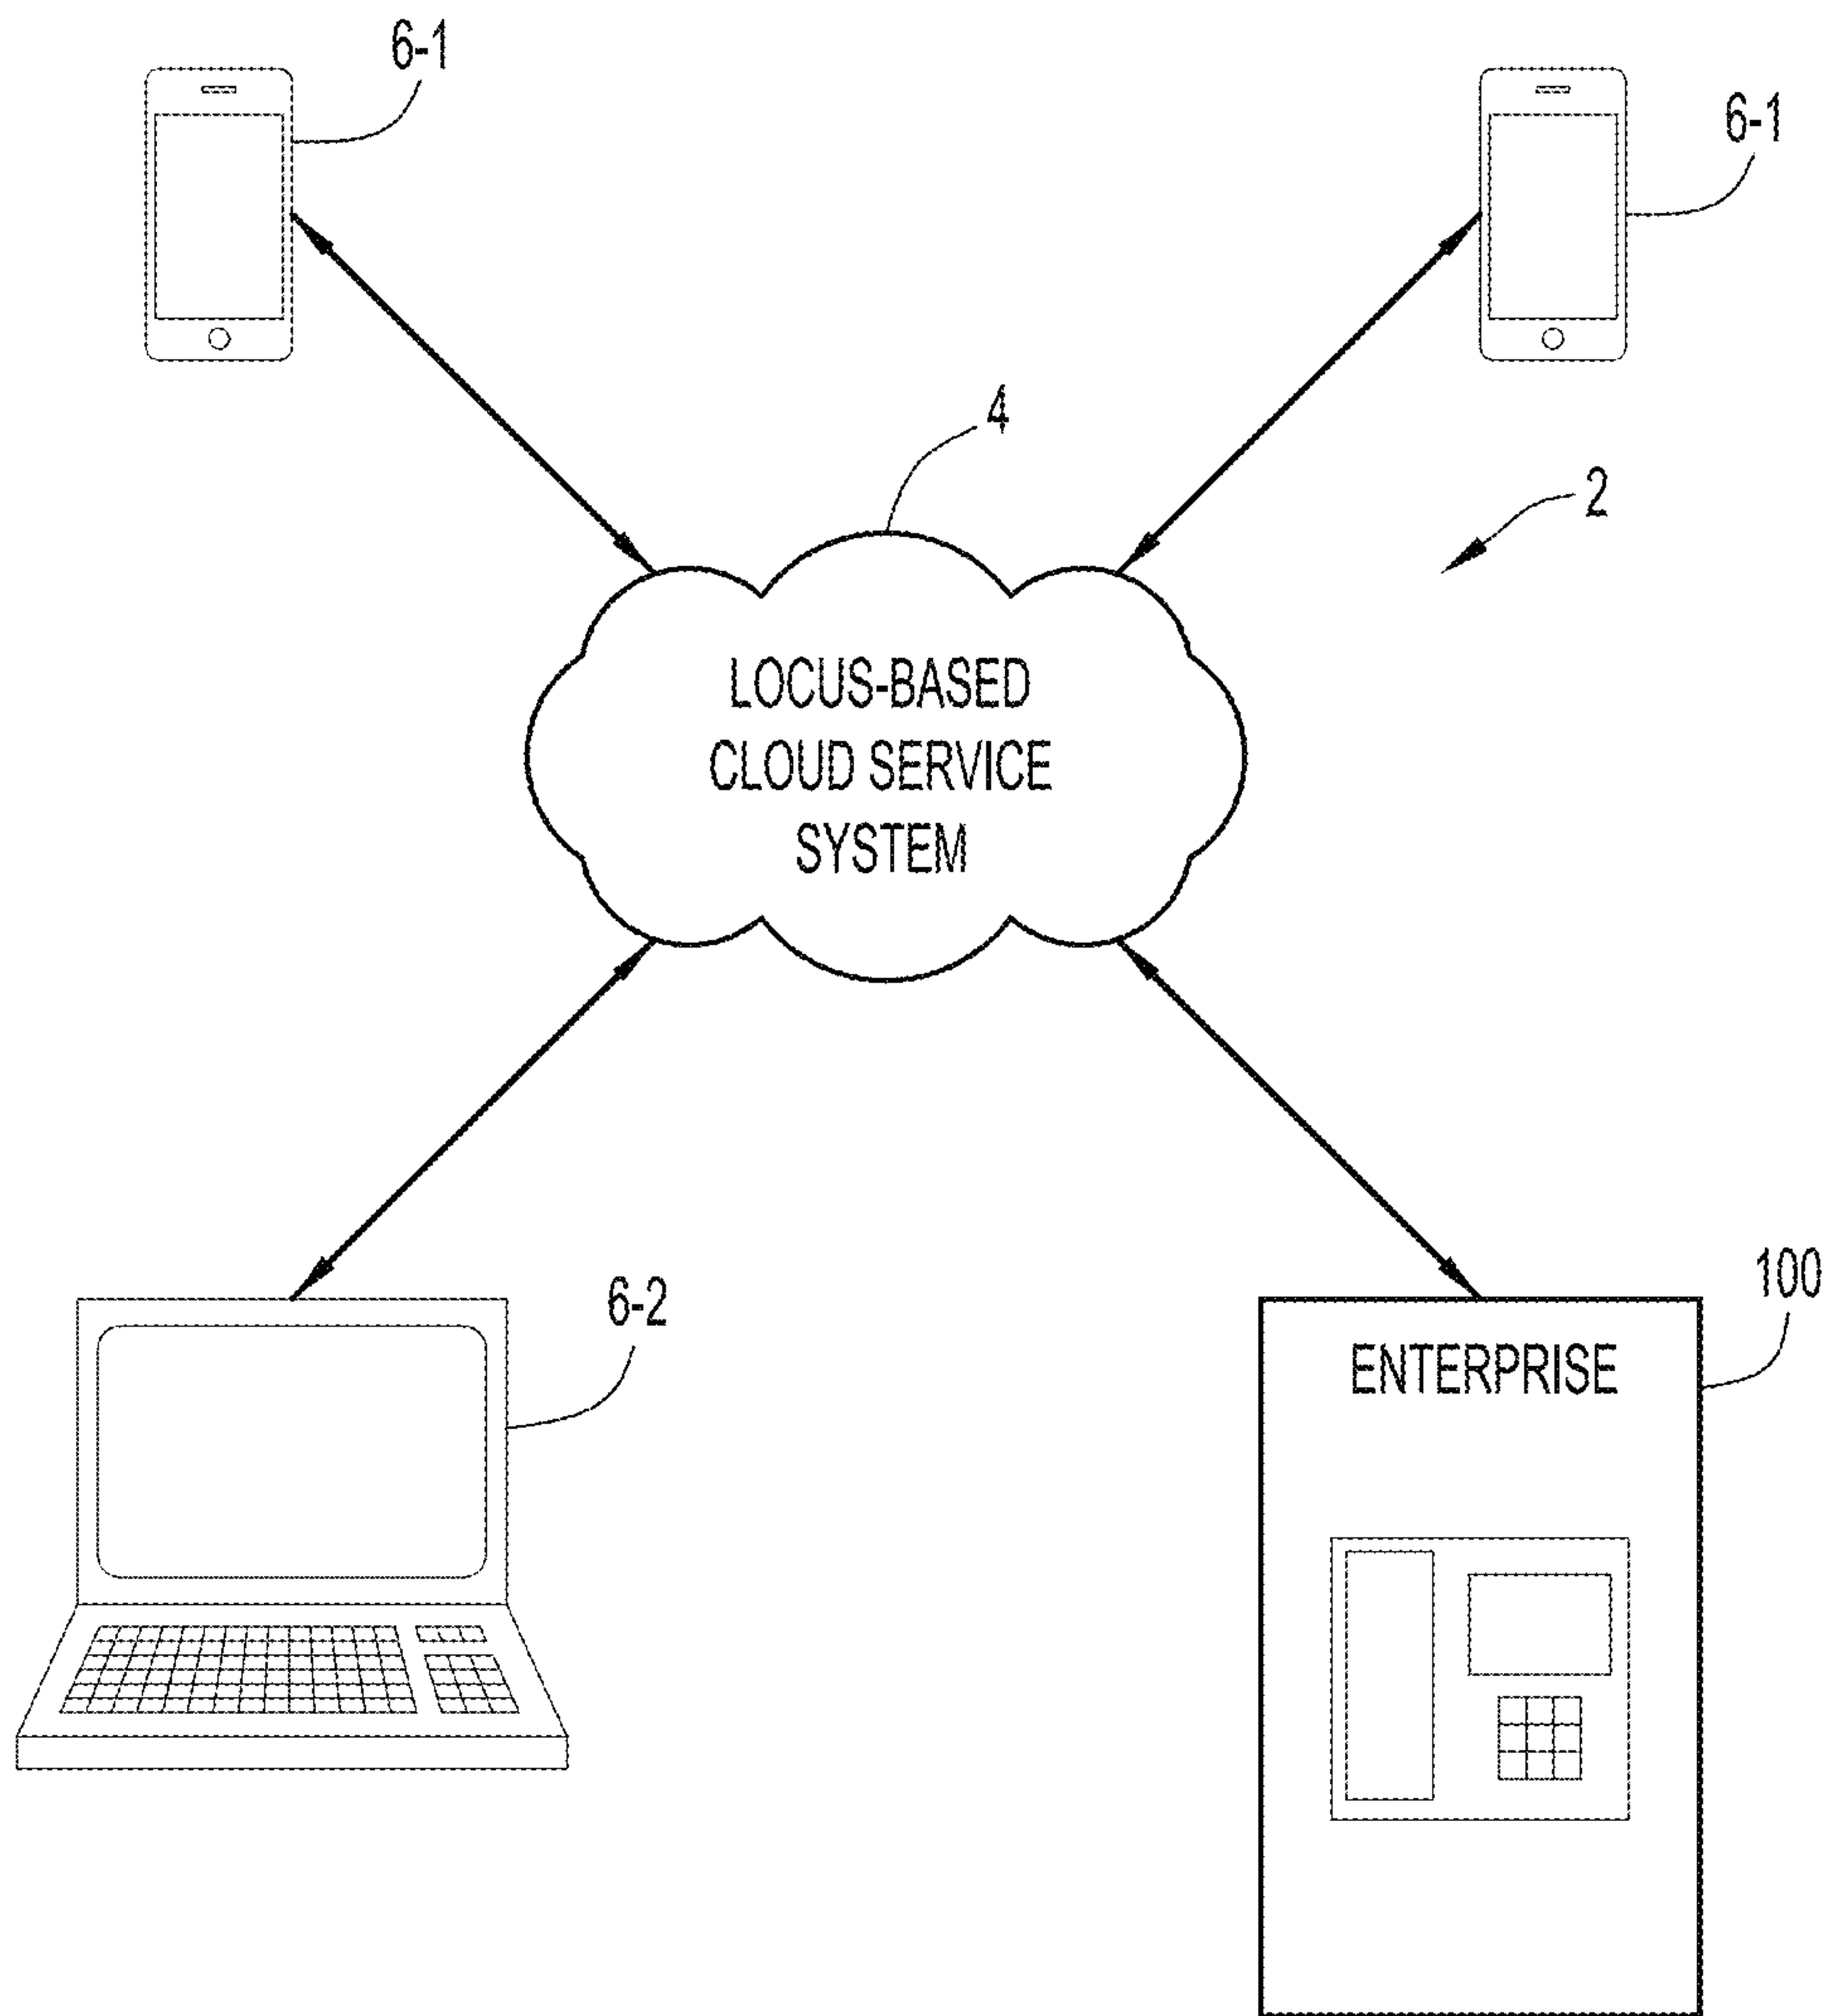 6-1
6-1
4
2
LOCUS-BASED
CLOUD SERVICE
SYSTEM
6-2
100
ENTERPRISE